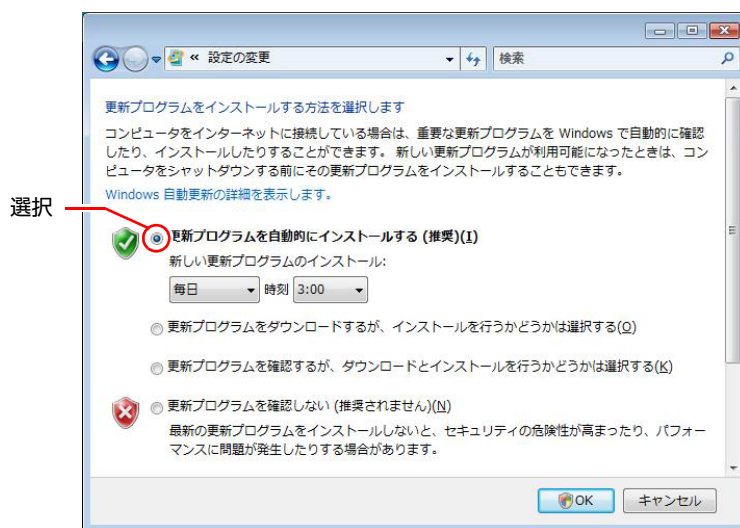 « 設定の変更
検索
更新プログラムをインストールする方法を選択します
コンピュータをインターネットに接続している場合は、重要な更新プログラムを Windows で自動的に確認
したり、インストールしたりすることができます。 新しい更新プログラムが利用可能になったときは、コン
ピュータをシャットダウンする前にその更新プログラムをインストールすることもできます。
Windows 自動更新の詳細を表示します。
選択
更新プログラムを自動的にインストールする (推奨)(I)
新しい更新プログラムのインストール:
毎日 時刻 3:00
更新プログラムをダウンロードするが、インストールを行うかどうかは選択する(O)
更新プログラムを確認するが、ダウンロードとインストールを行うかどうかは選択する(K)
更新プログラムを確認しない (推奨されません)(N)
最新の更新プログラムをインストールしないと、セキュリティの危険性が高まったり、パフォー
マンスに問題が発生したりする場合があります。
OK キャンセル